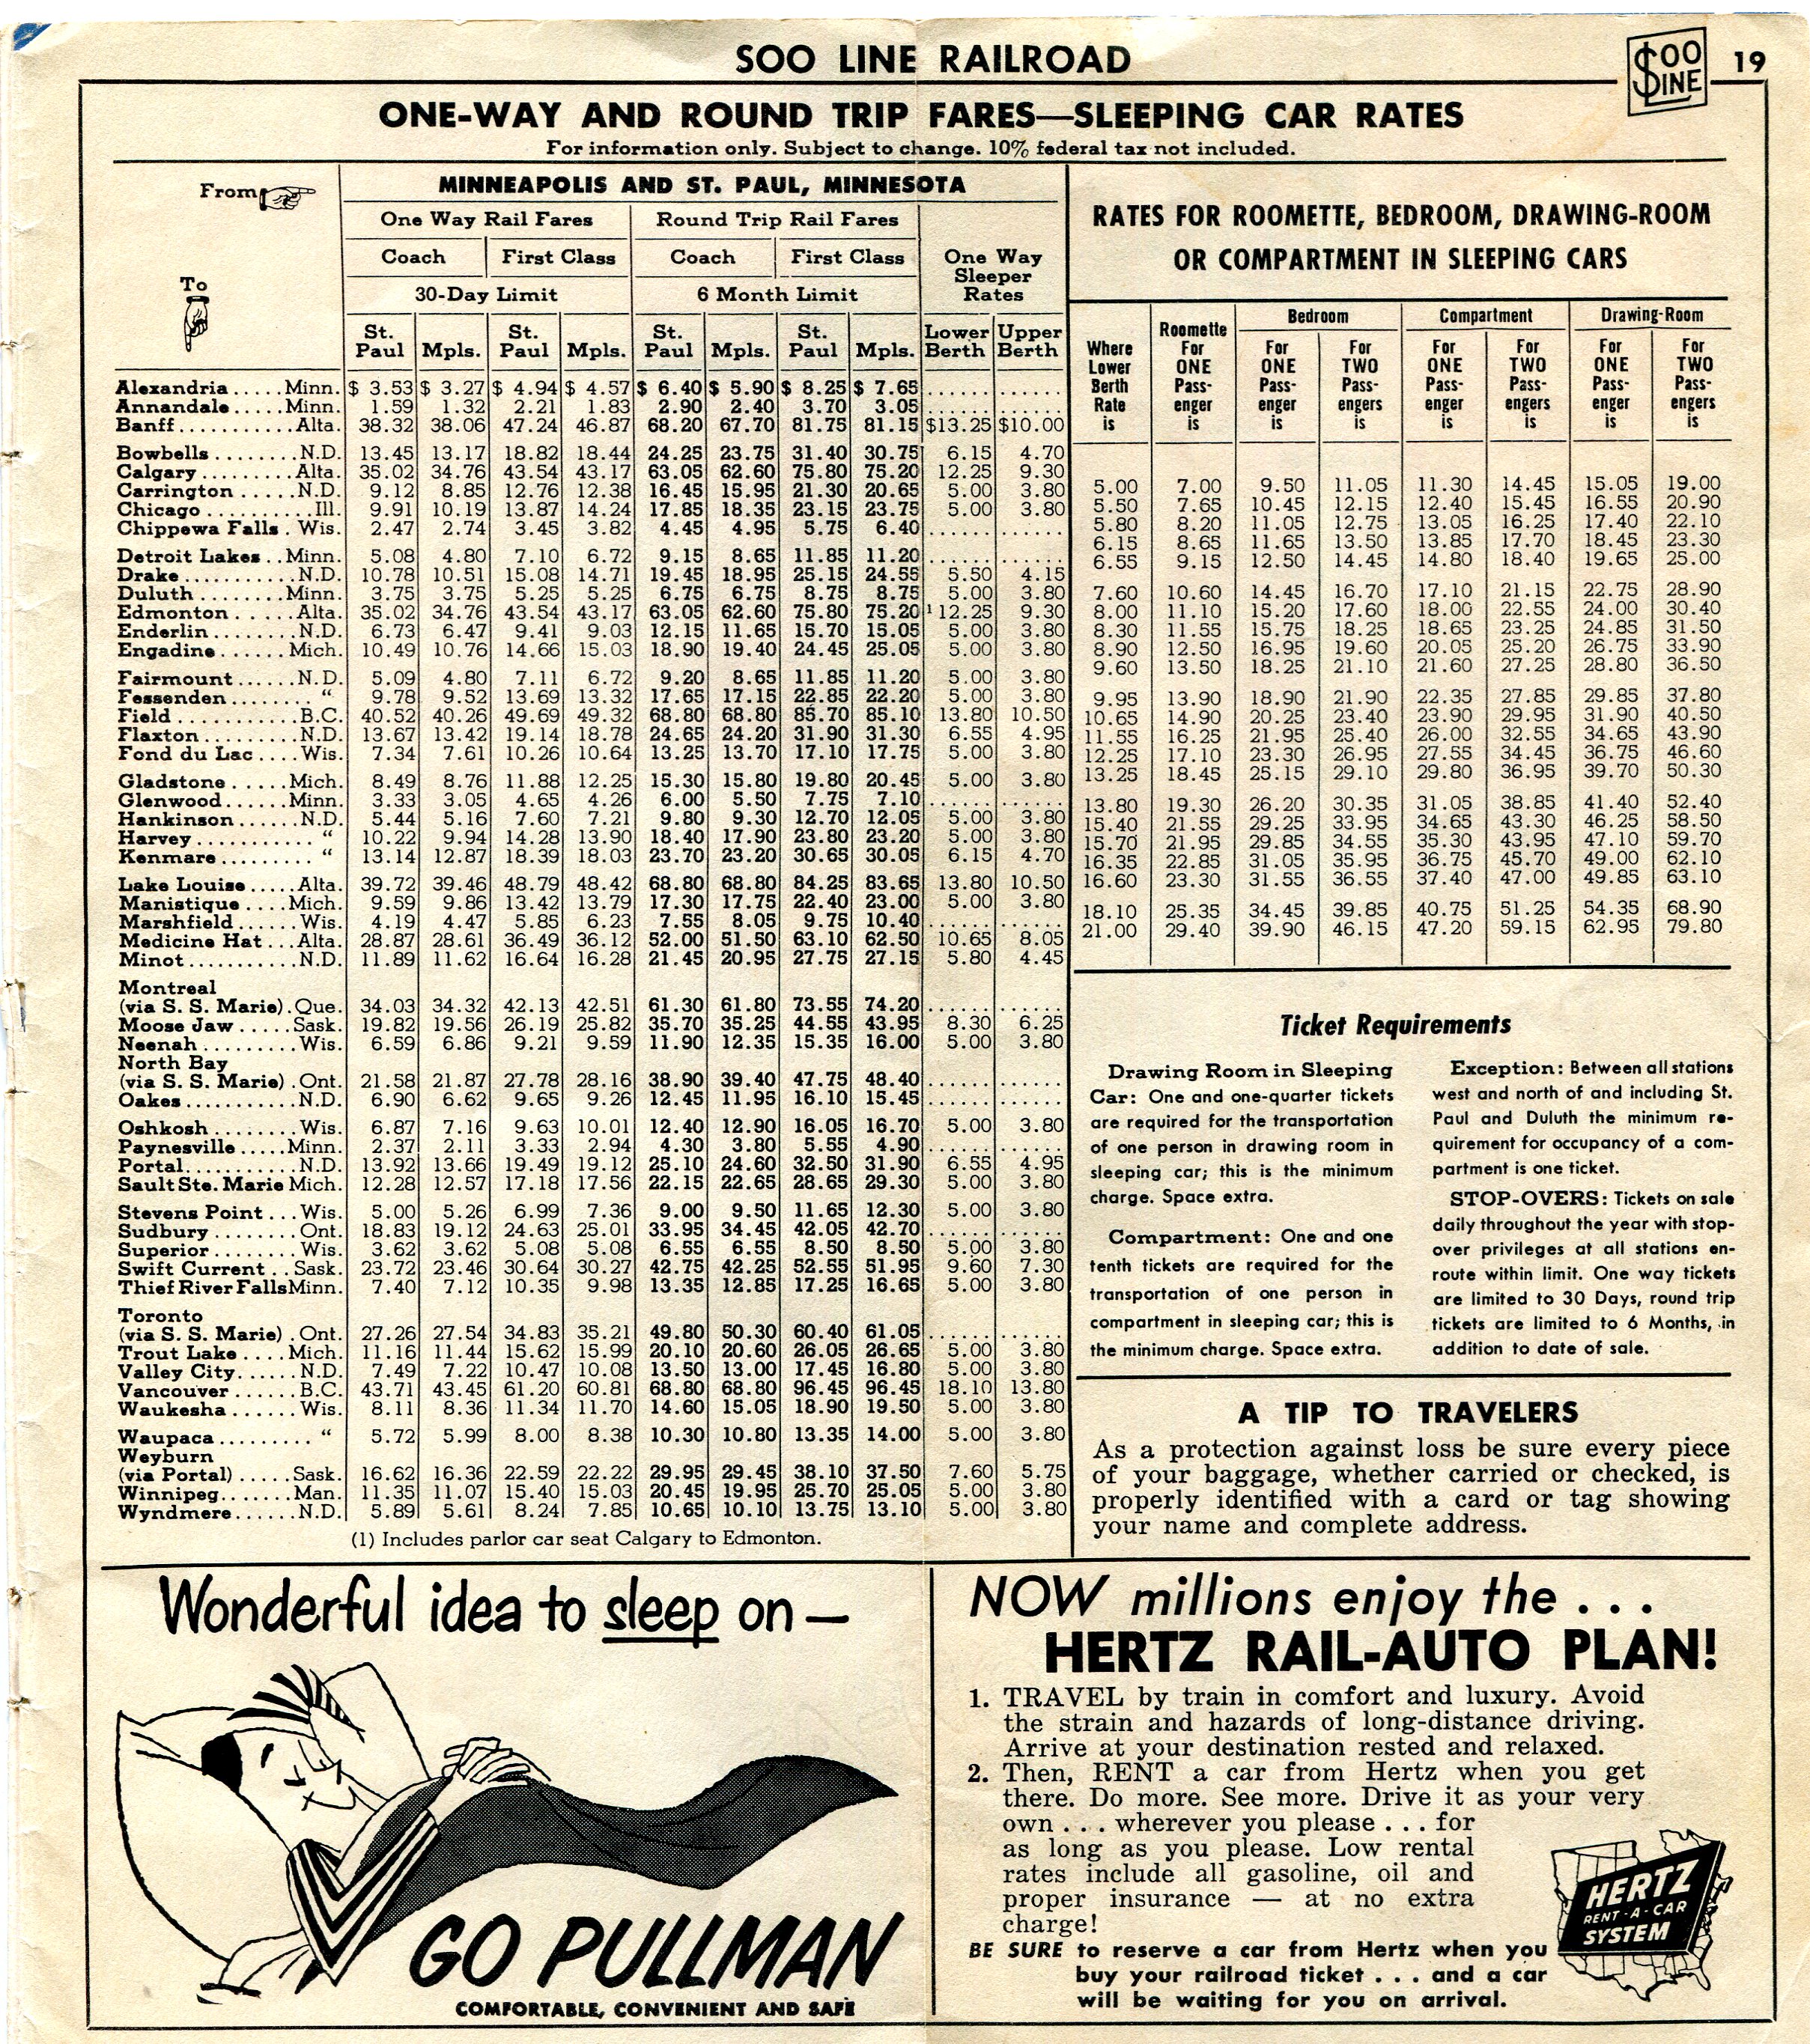 SOO LINE RAILROAD
SOO LINE
19
ONE-WAY AND ROUND TRIP FARES—SLEEPING CAR RATES
For information only. Subject to change. 10% federal tax not included.
From
To
MINNEAPOLIS AND ST. PAUL, MINNESOTA
One Way Rail Fares Round Trip Rail Fares One Way Sleeper Rates
Coach First Class Coach First Class
30-Day Limit 6 Month Limit
St. Paul Mpls. St. Paul Mpls. St. Paul Mpls. St. Paul Mpls. Lower Berth Upper Berth
Alexandria.....Minn. $ 3.53 $ 3.27 $ 4.94 $ 4.57 $ 6.40 $ 5.90 $ 8.25 $ 7.65 ...... ......
Annandale.....Minn. 1.59 1.32 2.21 1.83 2.90 2.40 3.70 3.05 ...... ......
Banff...........Alta. 38.32 38.06 47.24 46.87 68.20 67.70 81.75 81.15 $13.25 $10.00
Bowbells........N.D. 13.45 13.17 18.82 18.44 24.25 23.75 31.40 30.75 6.15 4.70
Calgary.........Alta. 35.02 34.76 43.54 43.17 63.05 62.60 75.80 75.20 12.25 9.30
Carrington.....N.D. 9.12 8.85 12.76 12.38 16.45 15.95 21.30 20.65 5.00 3.80
Chicago..........Ill. 9.91 10.19 13.87 14.24 17.85 18.35 23.15 23.75 5.00 3.80
Chippewa Falls.Wis. 2.47 2.74 3.45 3.82 4.45 4.95 5.75 6.40 ...... ......
Detroit Lakes..Minn. 5.08 4.80 7.10 6.72 9.15 8.65 11.85 11.20 ...... ......
Drake...........N.D. 10.78 10.51 15.08 14.71 19.45 18.95 25.15 24.55 5.50 4.15
Duluth.........Minn. 3.75 3.75 5.25 5.25 6.75 6.75 8.75 8.75 5.00 3.80
Edmonton......Alta. 35.02 34.76 43.54 43.17 63.05 62.60 75.80 75.20 ¹12.25 9.30
Enderlin........N.D. 6.73 6.47 9.41 9.03 12.15 11.65 15.70 15.05 5.00 3.80
Engadine......Mich. 10.49 10.76 14.66 15.03 18.90 19.40 24.45 25.05 5.00 3.80
Fairmount......N.D. 5.09 4.80 7.11 6.72 9.20 8.65 11.85 11.20 5.00 3.80
Fessenden........ “ 9.78 9.52 13.69 13.32 17.65 17.15 22.85 22.20 5.00 3.80
Field...........B.C. 40.52 40.26 49.69 49.32 68.80 68.80 85.70 85.10 13.80 10.50
Flaxton.........N.D. 13.67 13.42 19.14 18.78 24.65 24.20 31.90 31.30 6.55 4.95
Fond du Lac....Wis. 7.34 7.61 10.26 10.64 13.25 13.70 17.10 17.75 5.00 3.80
Gladstone.....Mich. 8.49 8.76 11.88 12.25 15.30 15.80 19.80 20.45 5.00 3.80
Glenwood......Minn. 3.33 3.05 4.65 4.26 6.00 5.50 7.75 7.10 ...... ......
Hankinson......N.D. 5.44 5.16 7.60 7.21 9.80 9.30 12.70 12.05 5.00 3.80
Harvey........... “ 10.22 9.94 14.28 13.90 18.40 17.90 23.80 23.20 5.00 3.80
Kenmare......... “ 13.14 12.87 18.39 18.03 23.70 23.20 30.65 30.05 6.15 4.70
Lake Louise.....Alta. 39.72 39.46 48.79 48.42 68.80 68.80 84.25 83.65 13.80 10.50
Manistique....Mich. 9.59 9.86 13.42 13.79 17.30 17.75 22.40 23.00 5.00 3.80
Marshfield......Wis. 4.19 4.47 5.85 6.23 7.55 8.05 9.75 10.40 ...... ......
Medicine Hat...Alta. 28.87 28.61 36.49 36.12 52.00 51.50 63.10 62.50 10.65 8.05
Minot...........N.D. 11.89 11.62 16.64 16.28 21.45 20.95 27.75 27.15 5.80 4.45
Montreal
(via S. S. Marie).Que. 34.03 34.32 42.13 42.51 61.30 61.80 73.55 74.20 ...... ......
Moose Jaw.....Sask. 19.82 19.56 26.19 25.82 35.70 35.25 44.55 43.95 8.30 6.25
Neenah.........Wis. 6.59 6.86 9.21 9.59 11.90 12.35 15.35 16.00 5.00 3.80
North Bay
(via S. S. Marie).Ont. 21.58 21.87 27.78 28.16 38.90 39.40 47.75 48.40 ...... ......
Oakes...........N.D. 6.90 6.62 9.65 9.26 12.45 11.95 16.10 15.45 ...... ......
Oshkosh........Wis. 6.87 7.16 9.63 10.01 12.40 12.90 16.05 16.70 5.00 3.80
Paynesville....Minn. 2.37 2.11 3.33 2.94 4.30 3.80 5.55 4.90 ...... ......
Portal...........N.D. 13.92 13.66 19.49 19.12 25.10 24.60 32.50 31.90 6.55 4.95
Sault Ste. Marie Mich. 12.28 12.57 17.18 17.56 22.15 22.65 28.65 29.30 5.00 3.80
Stevens Point...Wis. 5.00 5.26 6.99 7.36 9.00 9.50 11.65 12.30 5.00 3.80
Sudbury........Ont. 18.83 19.12 24.63 25.01 33.95 34.45 42.05 42.70 ...... ......
Superior........Wis. 3.62 3.62 5.08 5.08 6.55 6.55 8.50 8.50 5.00 3.80
Swift Current..Sask. 23.72 23.46 30.64 30.27 42.75 42.25 52.55 51.95 9.60 7.30
Thief River Falls Minn. 7.40 7.12 10.35 9.98 13.35 12.85 17.25 16.65 5.00 3.80
Toronto
(via S. S. Marie).Ont. 27.26 27.54 34.83 35.21 49.80 50.30 60.40 61.05 ...... ......
Trout Lake....Mich. 11.16 11.44 15.62 15.99 20.10 20.60 26.05 26.65 5.00 3.80
Valley City......N.D. 7.49 7.22 10.47 10.08 13.50 13.00 17.45 16.80 5.00 3.80
Vancouver......B.C. 43.71 43.45 61.20 60.81 68.80 68.80 96.45 96.45 18.10 13.80
Waukesha......Wis. 8.11 8.36 11.34 11.70 14.60 15.05 18.90 19.50 5.00 3.80
Waupaca......... “ 5.72 5.99 8.00 8.38 10.30 10.80 13.35 14.00 5.00 3.80
Weyburn
(via Portal).....Sask. 16.62 16.36 22.59 22.22 29.95 29.45 38.10 37.50 7.60 5.75
Winnipeg.......Man. 11.35 11.07 15.40 15.03 20.45 19.95 25.70 25.05 5.00 3.80
Wyndmere......N.D. 5.89 5.61 8.24 7.85 10.65 10.10 13.75 13.10 5.00 3.80
(1) Includes parlor car seat Calgary to Edmonton.
RATES FOR ROOMETTE, BEDROOM, DRAWING-ROOM
OR COMPARTMENT IN SLEEPING CARS
Bedroom Compartment Drawing-Room
Where Lower Berth Rate is Roomette For ONE Pass-enger is For ONE Pass-enger is For TWO Pass-engers is For ONE Pass-enger is For TWO Pass-engers is For ONE Pass-enger is For TWO Pass-engers is
5.00 7.00 9.50 11.05 11.30 14.45 15.05 19.00
5.50 7.65 10.45 12.15 12.40 15.45 16.55 20.90
5.80 8.20 11.05 12.75 13.05 16.25 17.40 22.10
6.15 8.65 11.65 13.50 13.85 17.70 18.45 23.30
6.55 9.15 12.50 14.45 14.80 18.40 19.65 25.00
7.60 10.60 14.45 16.70 17.10 21.15 22.75 28.90
8.00 11.10 15.20 17.60 18.00 22.55 24.00 30.40
8.30 11.55 15.75 18.25 18.65 23.25 24.85 31.50
8.90 12.50 16.95 19.60 20.05 25.20 26.75 33.90
9.60 13.50 18.25 21.10 21.60 27.25 28.80 36.50
9.95 13.90 18.90 21.90 22.35 27.85 29.85 37.80
10.65 14.90 20.25 23.40 23.90 29.95 31.90 40.50
11.55 16.25 21.95 25.40 26.00 32.55 34.65 43.90
12.25 17.10 23.30 26.95 27.55 34.45 36.75 46.60
13.25 18.45 25.15 29.10 29.80 36.95 39.70 50.30
13.80 19.30 26.20 30.35 31.05 38.85 41.40 52.40
15.40 21.55 29.25 33.95 34.65 43.30 46.25 58.50
15.70 21.95 29.85 34.55 35.30 43.95 47.10 59.70
16.35 22.85 31.05 35.95 36.75 45.70 49.00 62.10
16.60 23.30 31.55 36.55 37.40 47.00 49.85 63.10
18.10 25.35 34.45 39.85 40.75 51.25 54.35 68.90
21.00 29.40 39.90 46.15 47.20 59.15 62.95 79.80
Ticket Requirements
Drawing Room in Sleeping
Car: One and one-quarter tickets
are required for the transportation
of one person in drawing room in
sleeping car; this is the minimum
charge. Space extra.
Compartment: One and one
tenth tickets are required for the
transportation of one person in
compartment in sleeping car; this is
the minimum charge. Space extra.
Exception: Between all stations
west and north of and including St.
Paul and Duluth the minimum re-
quirement for occupancy of a com-
partment is one ticket.
STOP-OVERS: Tickets on sale
daily throughout the year with stop-
over privileges at all stations en-
route within limit. One way tickets
are limited to 30 Days, round trip
tickets are limited to 6 Months, in
addition to date of sale.
A TIP TO TRAVELERS
As a protection against loss be sure every piece
of your baggage, whether carried or checked, is
properly identified with a card or tag showing
your name and complete address.
Wonderful idea to sleep on —
GO PULLMAN
COMFORTABLE, CONVENIENT AND SAFE
NOW millions enjoy the ...
HERTZ RAIL-AUTO PLAN!
1. TRAVEL by train in comfort and luxury. Avoid
the strain and hazards of long-distance driving.
Arrive at your destination rested and relaxed.
2. Then, RENT a car from Hertz when you get
there. Do more. See more. Drive it as your very
own ... wherever you please ... for
as long as you please. Low rental
rates include all gasoline, oil and
proper insurance — at no extra
charge!
HERTZ
RENT-A-CAR
SYSTEM
BE SURE to reserve a car from Hertz when you
buy your railroad ticket ... and a car
will be waiting for you on arrival.